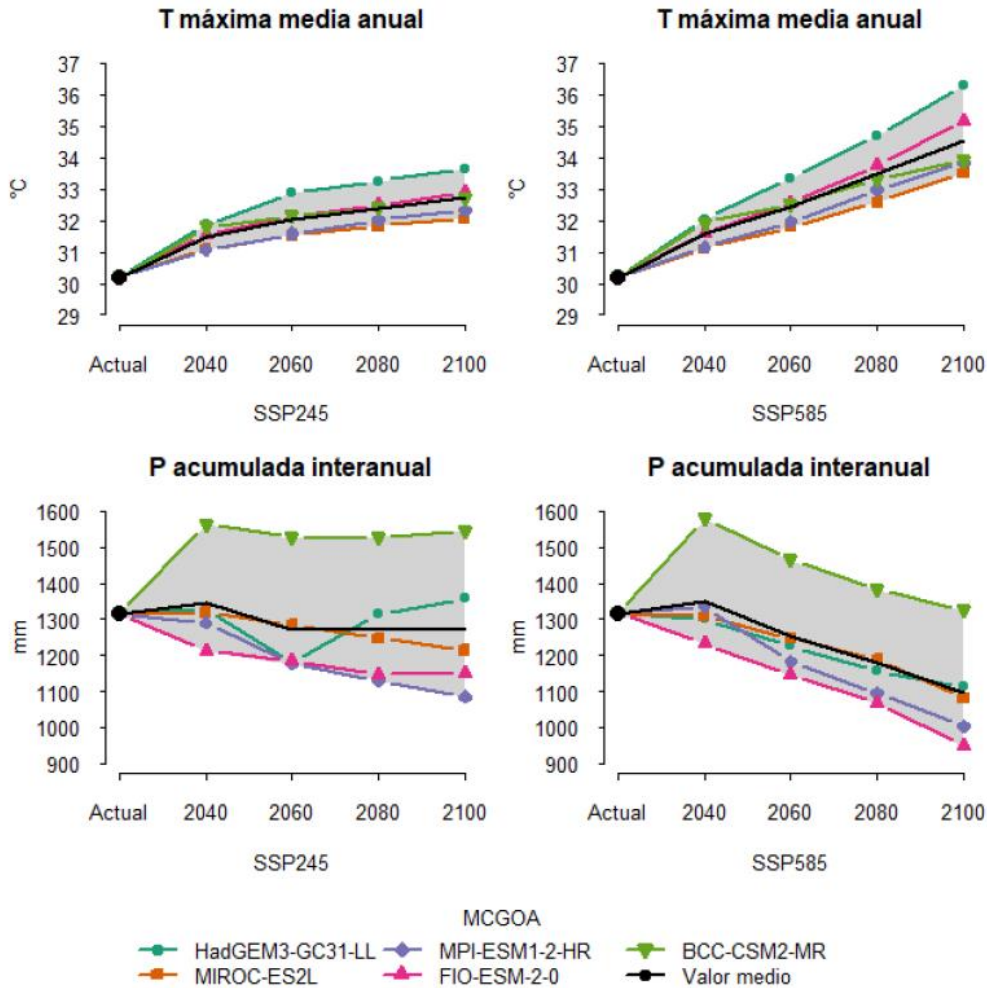 T máxima media anual
37
36
35
34
33
32
31
30
29
°C
Actual 2040 2060 2080 2100
SSP245
T máxima media anual
37
36
35
34
33
32
31
30
29
°C
Actual 2040 2060 2080 2100
SSP585
P acumulada interanual
1600
1500
1400
1300
1200
1100
1000
900
mm
Actual 2040 2060 2080 2100
SSP245
P acumulada interanual
1600
1500
1400
1300
1200
1100
1000
900
mm
Actual 2040 2060 2080 2100
SSP585
MCGOA
HadGEM3-GC31-LL MPI-ESM1-2-HR BCC-CSM2-MR
MIROC-ES2L FIO-ESM-2-0 Valor medio